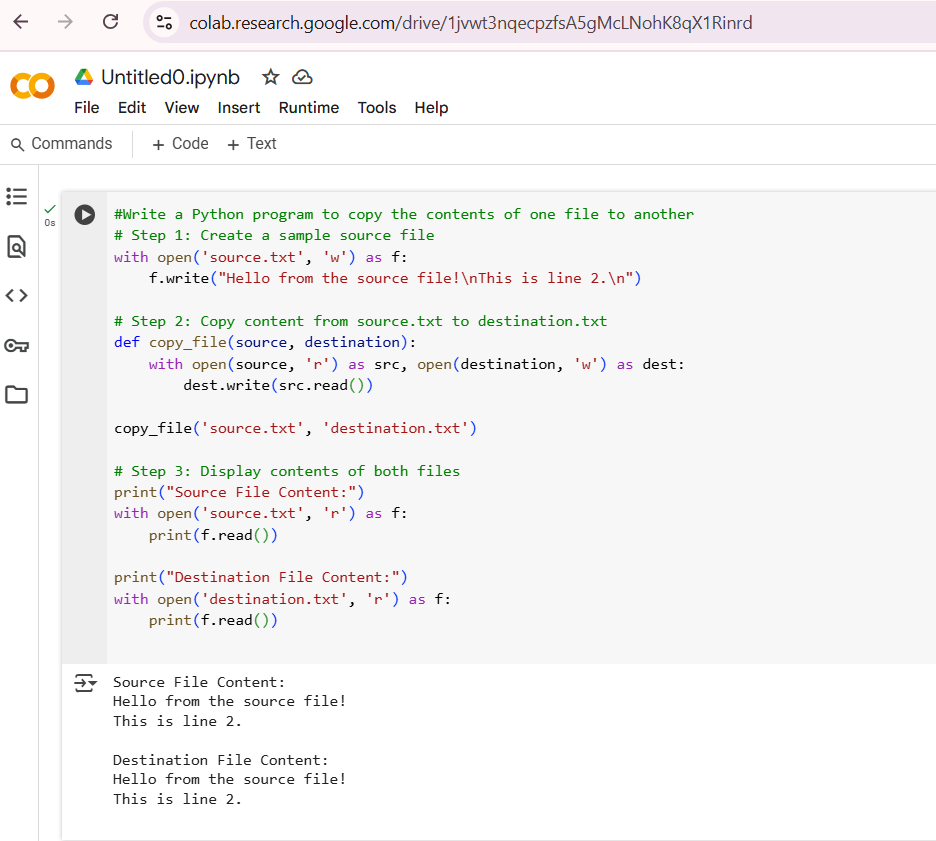 colab.research.google.com/drive/1jvwt3nqecpzfsA5gMcLNohK8qX1Rinrd
Untitled0.ipynb
File Edit View Insert Runtime Tools Help
Commands + Code + Text
0s
#Write a Python program to copy the contents of one file to another
# Step 1: Create a sample source file
with open('source.txt', 'w') as f:
    f.write("Hello from the source file!\nThis is line 2.\n")
# Step 2: Copy content from source.txt to destination.txt
def copy_file(source, destination):
    with open(source, 'r') as src, open(destination, 'w') as dest:
        dest.write(src.read())
copy_file('source.txt', 'destination.txt')
# Step 3: Display contents of both files
print("Source File Content:")
with open('source.txt', 'r') as f:
    print(f.read())
print("Destination File Content:")
with open('destination.txt', 'r') as f:
    print(f.read())
Source File Content:
Hello from the source file!
This is line 2.
Destination File Content:
Hello from the source file!
This is line 2.